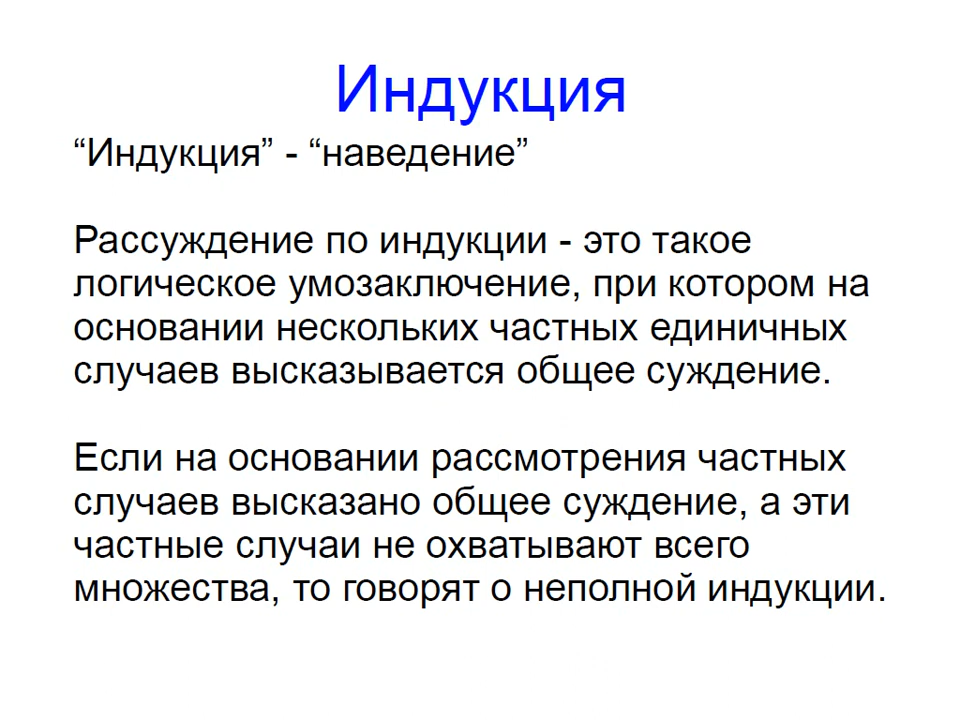 Индукция
“Индукция” - “наведение”
Рассуждение по индукции - это такое
логическое умозаключение, при котором на
основании нескольких частных единичных
случаев высказывается общее суждение.
Если на основании рассмотрения частных
случаев высказано общее суждение, а эти
частные случаи не охватывают всего
множества, то говорят о неполной индукции.